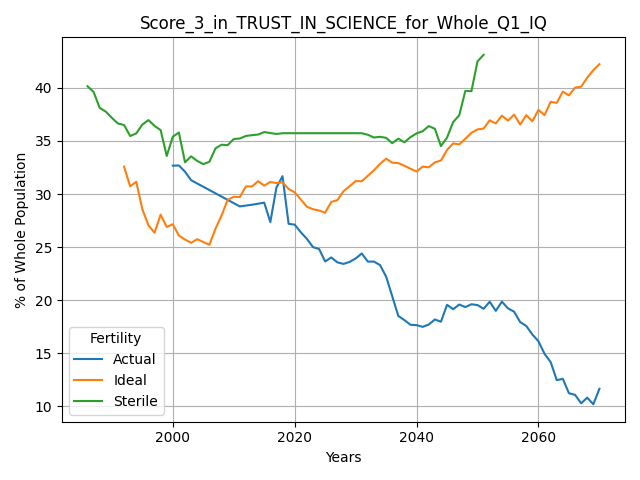 Score_3_in_TRUST_IN_SCIENCE_for_Whole_Q1_IQ
% of Whole Population
40
35
30
25
20
15
10
Fertility
Actual
Ideal
Sterile
2000
2020
2040
2060
Years